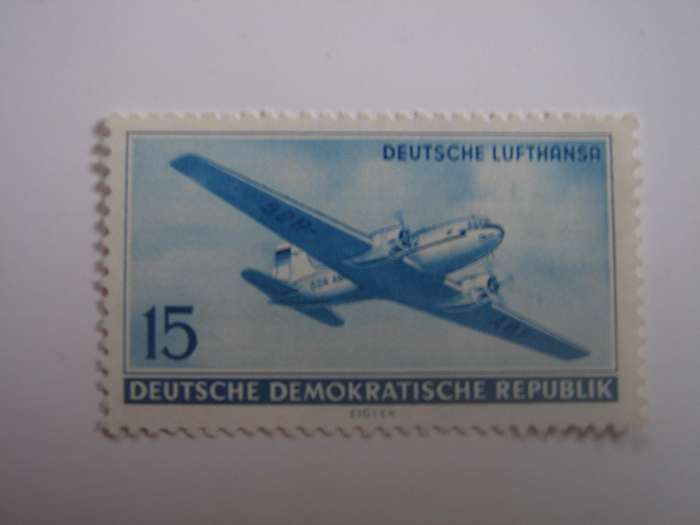 DEUTSCHE LUFTHANSA
15
DEUTSCHE DEMOKRATISCHE REPUBLIK